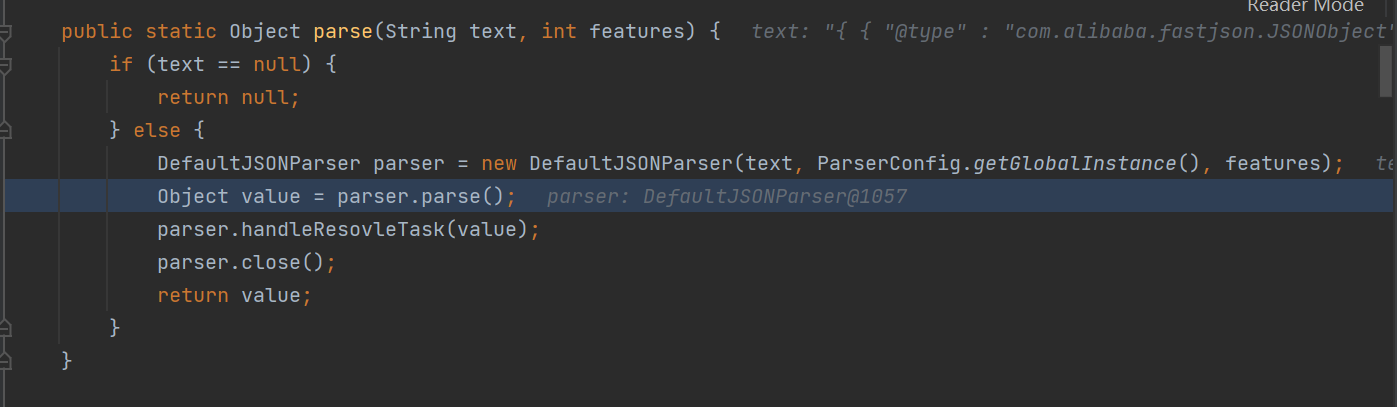 Reader Mode
public static Object parse(String text, int features) {   text: "{ { "@type" : "com.alibaba.fastjson.JSONObject"
if (text == null) {
return null;
} else {
DefaultJSONParser parser = new DefaultJSONParser(text, ParserConfig.getGlobalInstance(), features);   te
Object value = parser.parse();   parser: DefaultJSONParser@1057
parser.handleResovleTask(value);
parser.close();
return value;
}
}